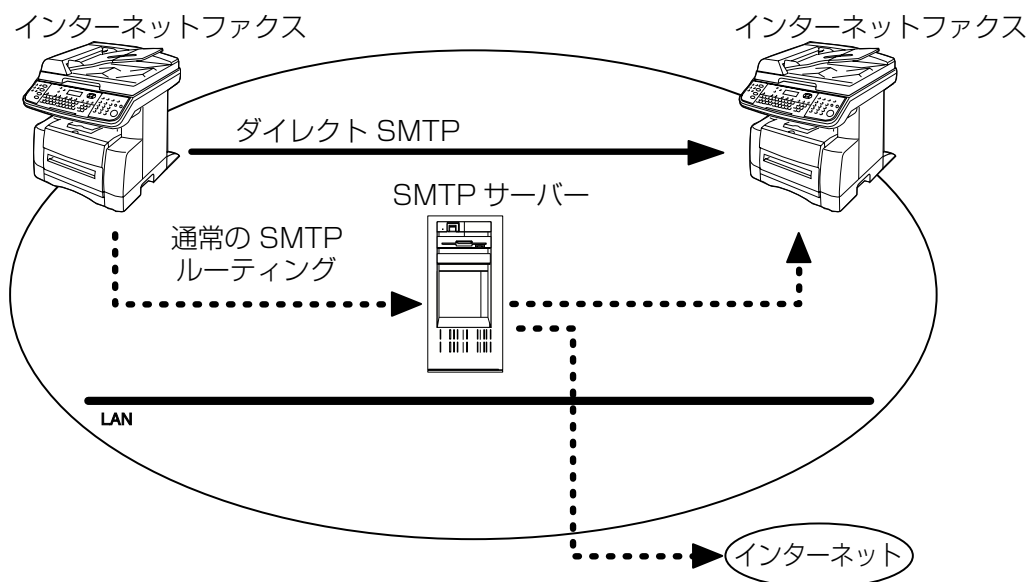 インターネットファクス
インターネットファクス
ダイレクト SMTP
SMTP サーバー
通常の SMTP
ルーティング
LAN
インターネット